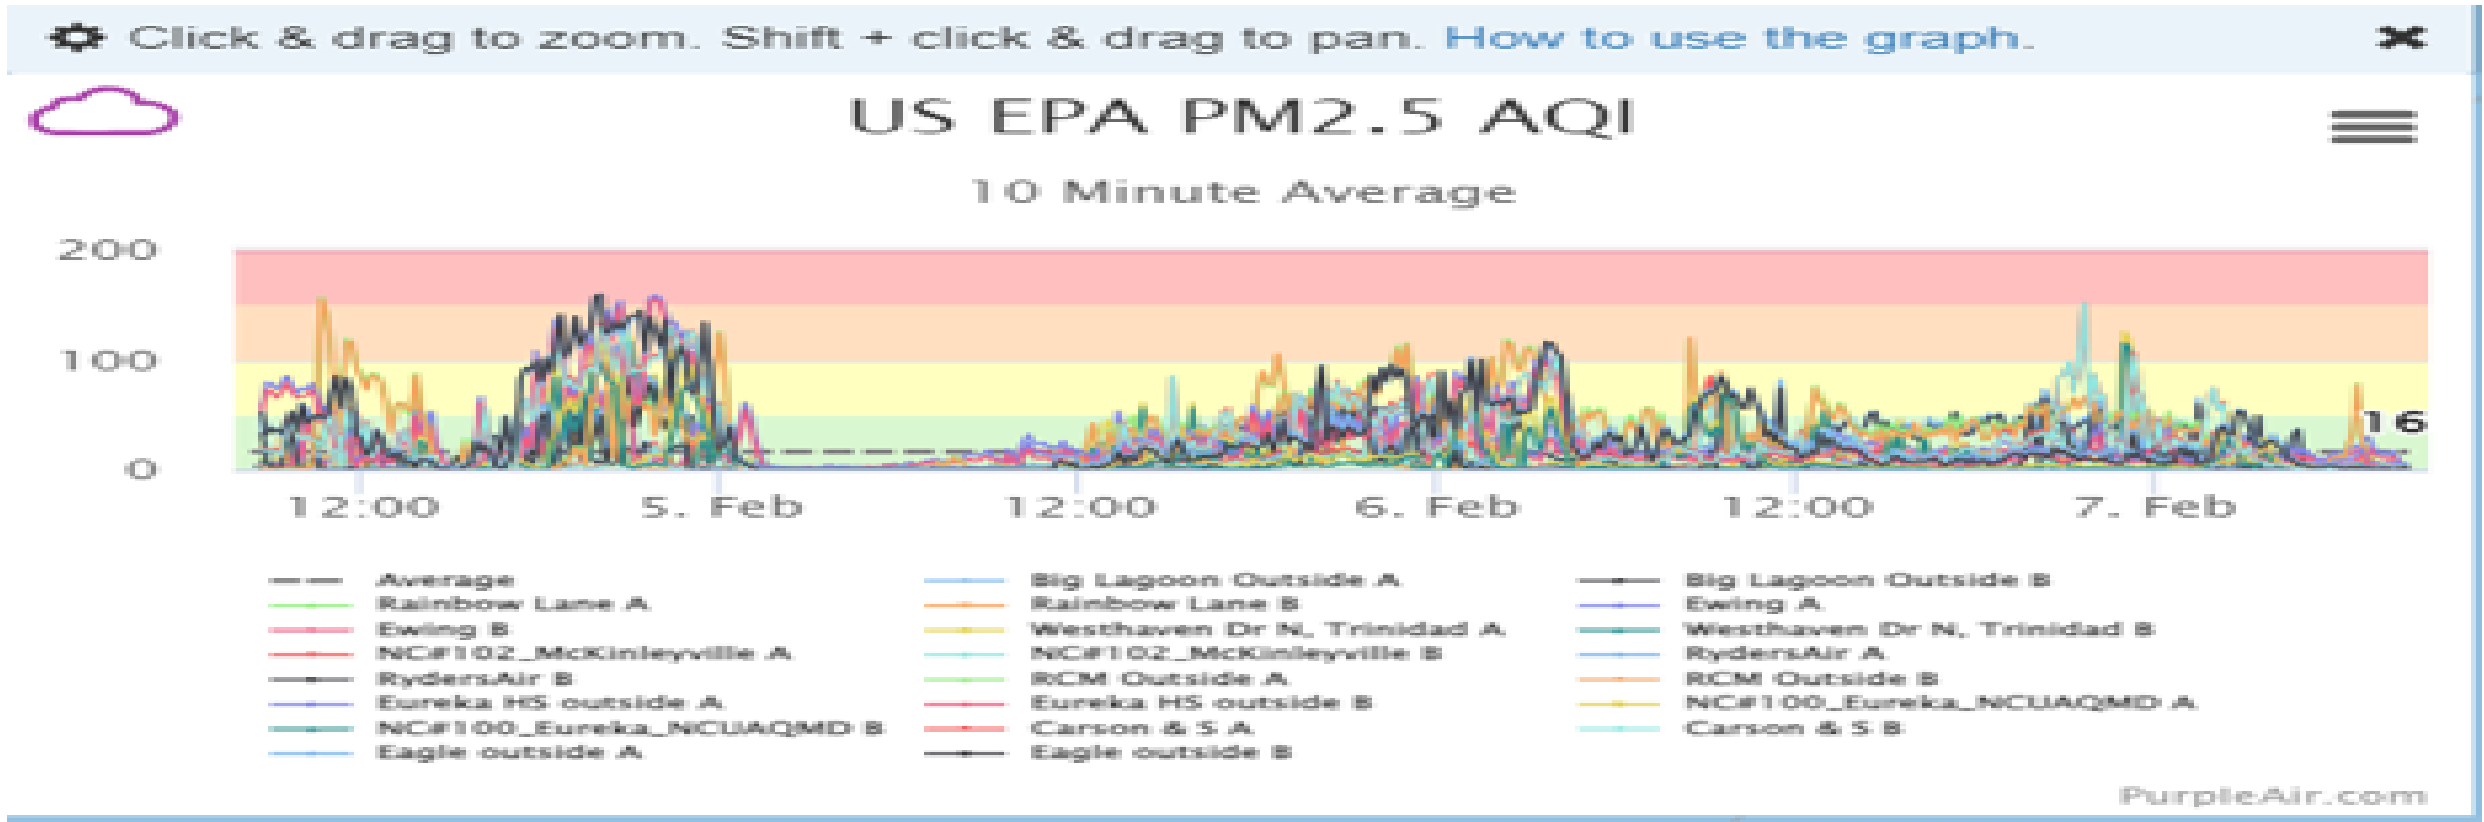 Click & drag to zoom. Shift + click & drag to pan. How to use the graph.
US EPA PM2.5 AQI
10 Minute Average
200
100
0
16
12:00 5. Feb 12:00 6. Feb 12:00 7. Feb
Average Big Lagoon Outside A Big Lagoon Outside B
Rainbow Lane A Rainbow Lane B Ewing A
Ewing B Westhaven Dr N, Trinidad A Westhaven Dr N, Trinidad B
NC#102_McKinleyville A NC#102_McKinleyville B RydersAir A
RydersAir B RCM Outside A RCM Outside B
Eureka HS outside A Eureka HS outside B NC#100_Eureka_NCUAQMD A
NC#100_Eureka_NCUAQMD B Carson & S A Carson & S B
Eagle outside A Eagle outside B
PurpleAir.com